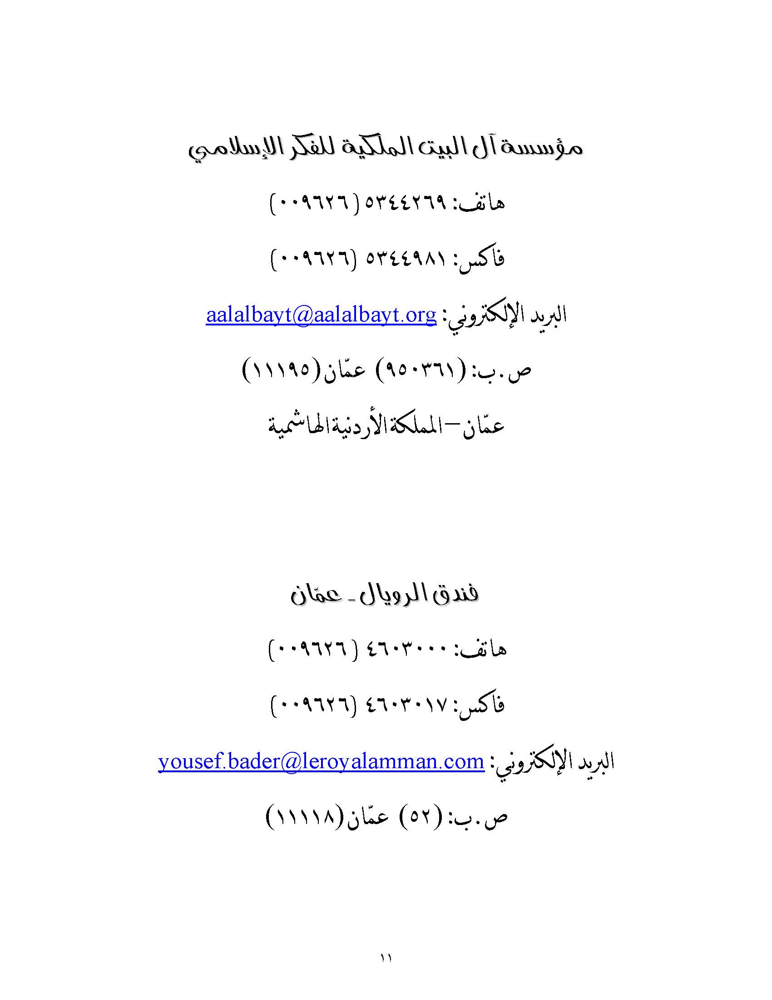 مؤسسة آل البيت الملكية للفكر الإسلامي
هاتف: ٥٣٤٤٢٦٩ (٠٠٩٦٢٦ )
فاكس: ٥٣٤٤٩٨١ (٠٠٩٦٢٦)
البريد الإلكتروني: aalalbayt@aalalbayt.org
ص.ب: (٩٥٠٣٦١) عمّان(١١١٩٥)
عمّان – المملكة الأردنية الهاشمية
فندق الرويال - عمّان
هاتف: ٤٦٠٣٠٠٠ (٠٠٩٦٢٦ )
فاكس: ٤٦٠٣٠١٧ (٠٠٩٦٢٦)
البريد الإلكتروني: yousef.bader@leroyalamman.com
ص.ب: (٥٢) عمّان(١١١١٨)
١١